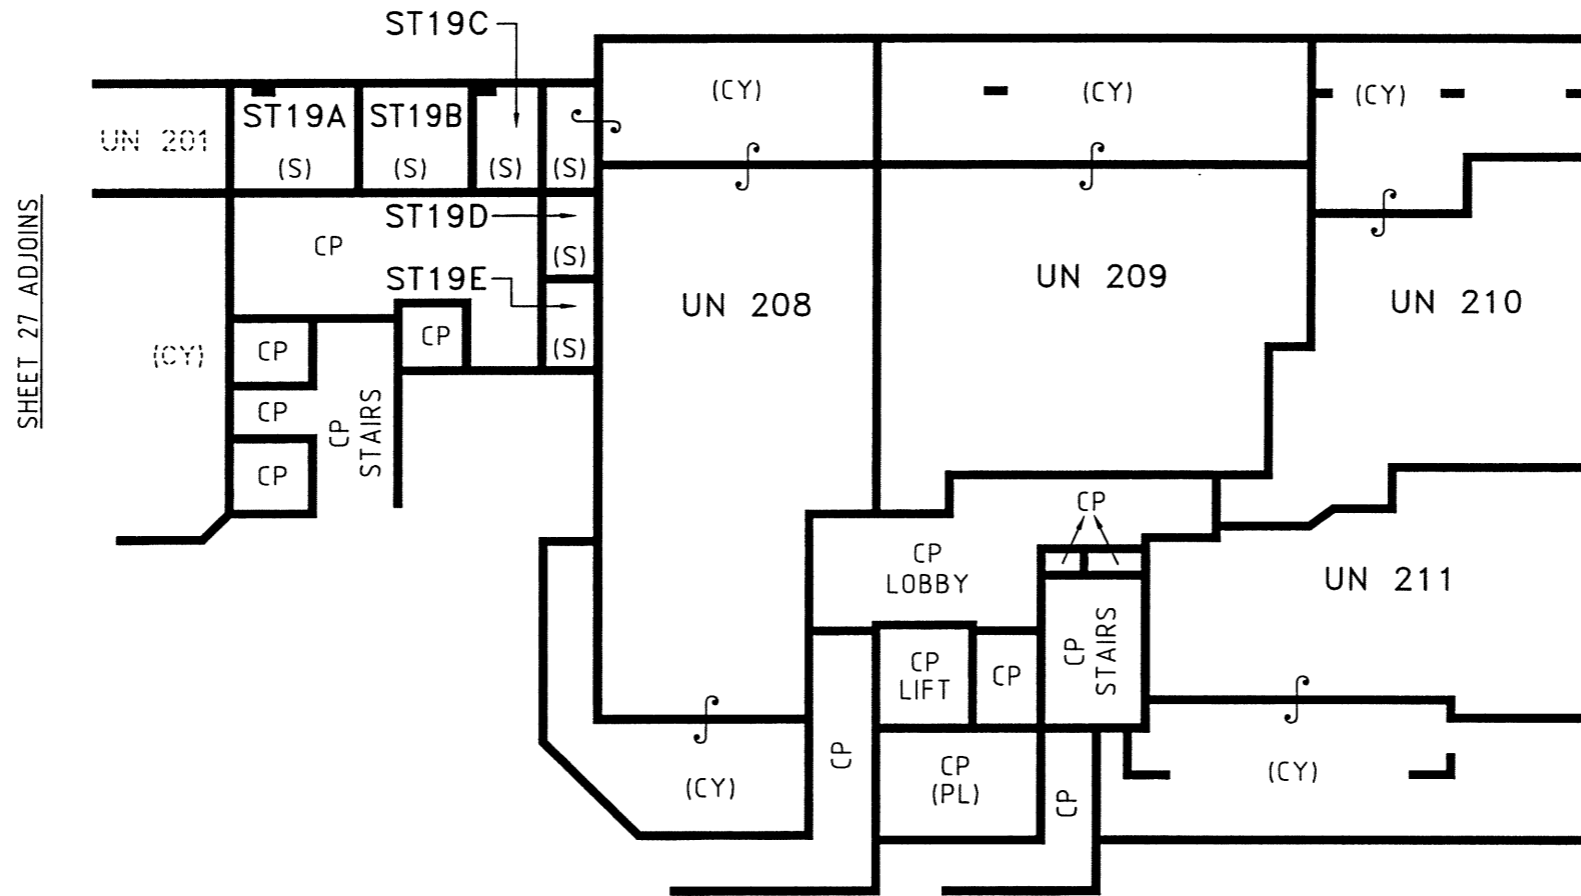 ST19C
(CY)
(CY)
(CY)
UN 201
ST19A
ST19B
(S)
(S)
(S)
(S)
SHEET 27 ADJOINS
ST19D
CP
(S)
ST19E
UN 208
UN 209
UN 210
(CY)
CP
CP
(S)
CP
CP
STAIRS
CP
CP
CP
LOBBY
UN 211
CP
LIFT
CP
CP
STAIRS
CP
(CY)
CP
(PL)
CP
(CY)